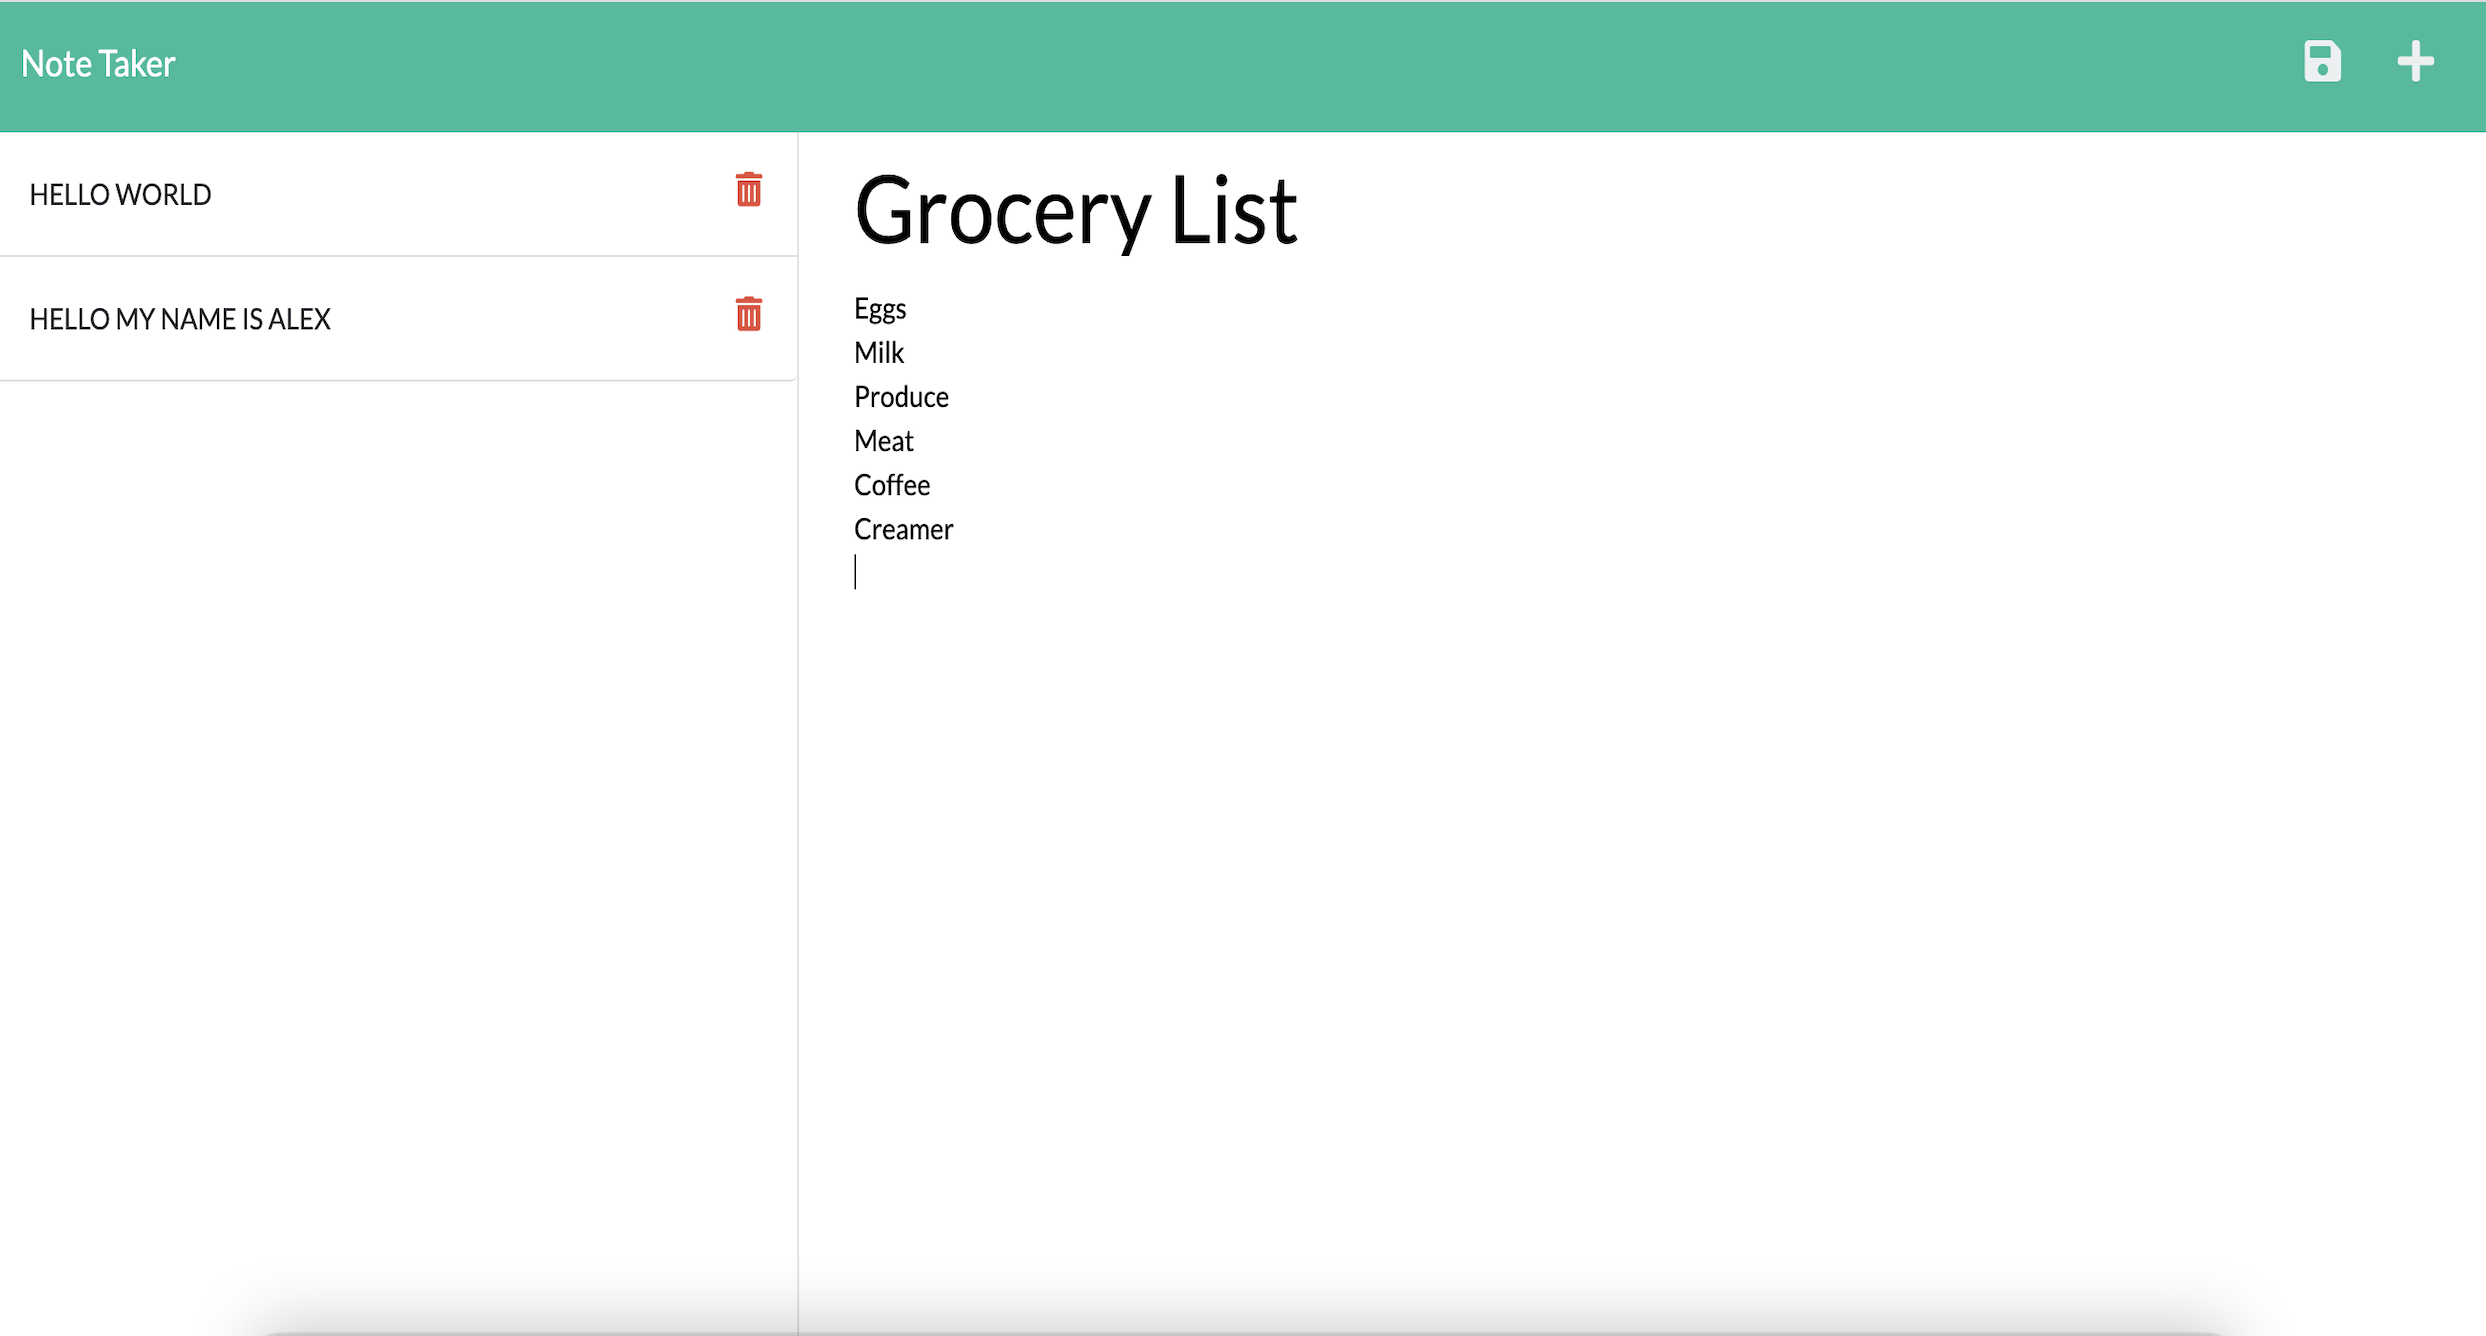 Note Taker
HELLO WORLD
HELLO MY NAME IS ALEX
Grocery List
Eggs
Milk
Produce
Meat
Coffee
Creamer